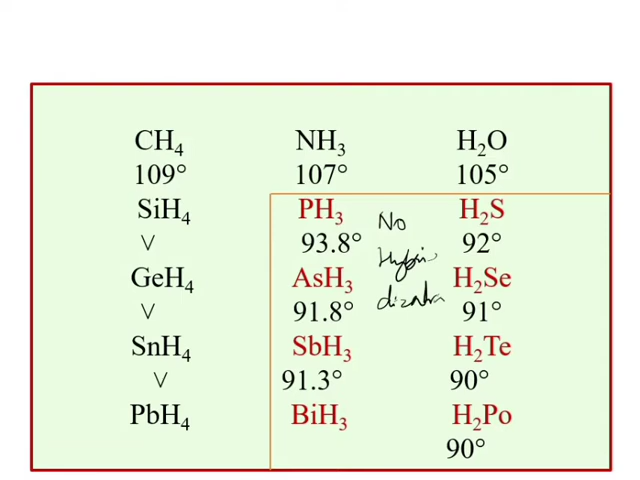 CH4 NH3 H2O
109° 107° 105°
SiH4 PH3 No H2S
V 93.8° 92°
GeH4 AsH3 H2Se
V 91.8° 91°
SnH4 SbH3 H2Te
V 91.3° 90°
PbH4 BiH3 H2Po
90°